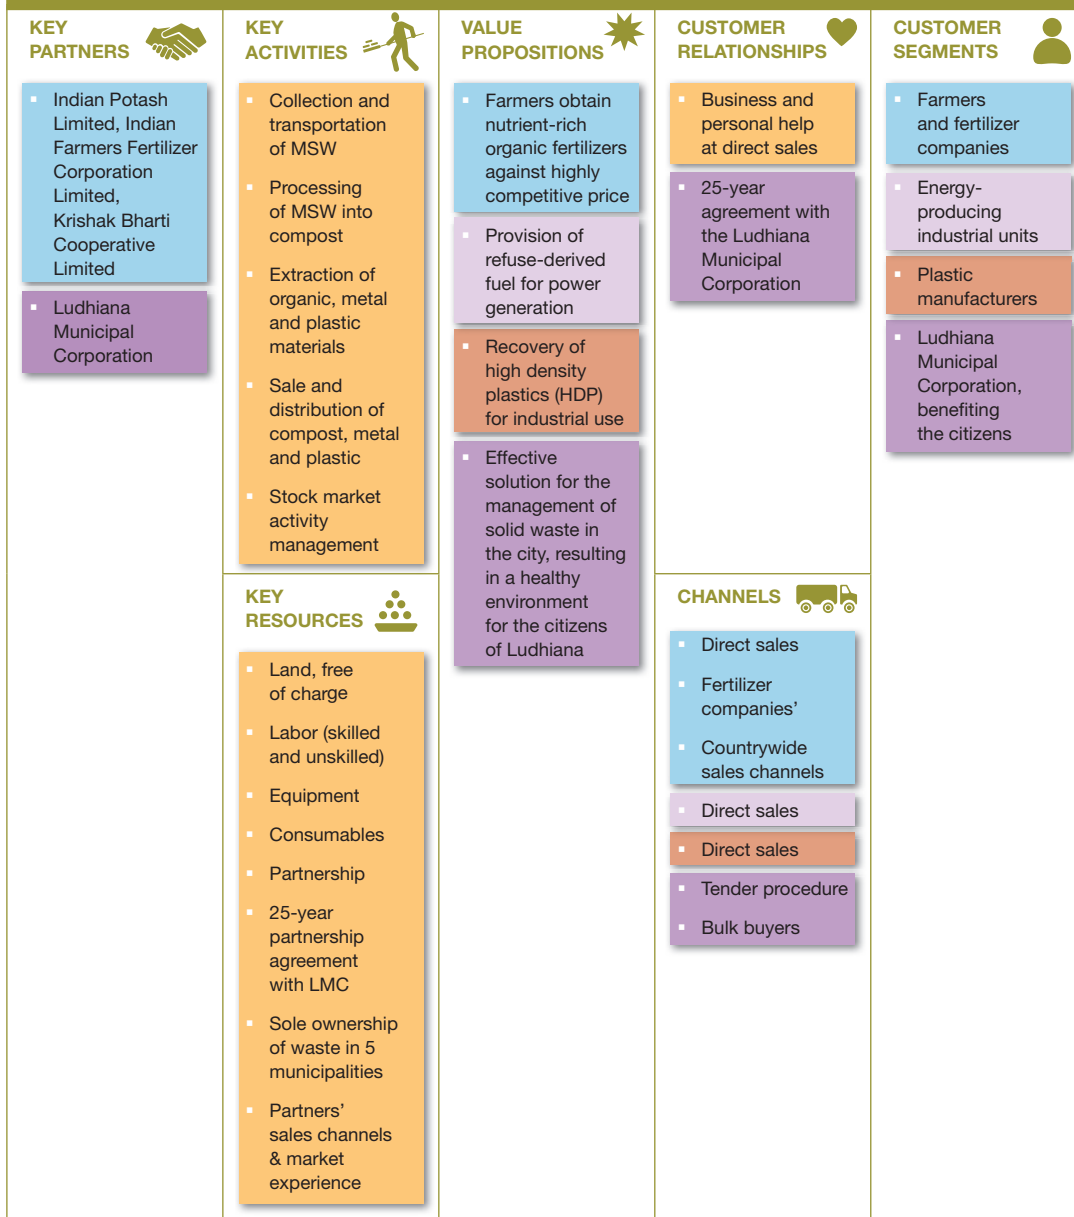 KEY
PARTNERS
Indian Potash
Limited, Indian
Farmers Fertilizer
Corporation
Limited,
Krishak Bharti
Cooperative
Limited
Ludhiana
Municipal
Corporation
KEY
ACTIVITIES
Collection and
transportation
of MSW
Processing
of MSW into
compost
Extraction of
organic, metal
and plastic
materials
Sale and
distribution of
compost, metal
and plastic
Stock market
activity
management
KEY
RESOURCES
Land, free
of charge
Labor (skilled
and unskilled)
Equipment
Consumables
Partnership
25-year
partnership
agreement
with LMC
Sole ownership
of waste in 5
municipalities
Partners’
sales channels
& market
experience
VALUE
PROPOSITIONS
Farmers obtain
nutrient-rich
organic fertilizers
against highly
competitive price
Provision of
refuse-derived
fuel for power
generation
Recovery of
high density
plastics (HDP)
for industrial use
Effective
solution for the
management of
solid waste in
the city, resulting
in a healthy
environment
for the citizens
of Ludhiana
CUSTOMER
RELATIONSHIPS
Business and
personal help
at direct sales
25-year
agreement with
the Ludhiana
Municipal
Corporation
CHANNELS
Direct sales
Fertilizer
companies’
Countrywide
sales channels
Direct sales
Direct sales
Tender procedure
Bulk buyers
CUSTOMER
SEGMENTS
Farmers
and fertilizer
companies
Energy-
producing
industrial units
Plastic
manufacturers
Ludhiana
Municipal
Corporation,
benefiting
the citizens